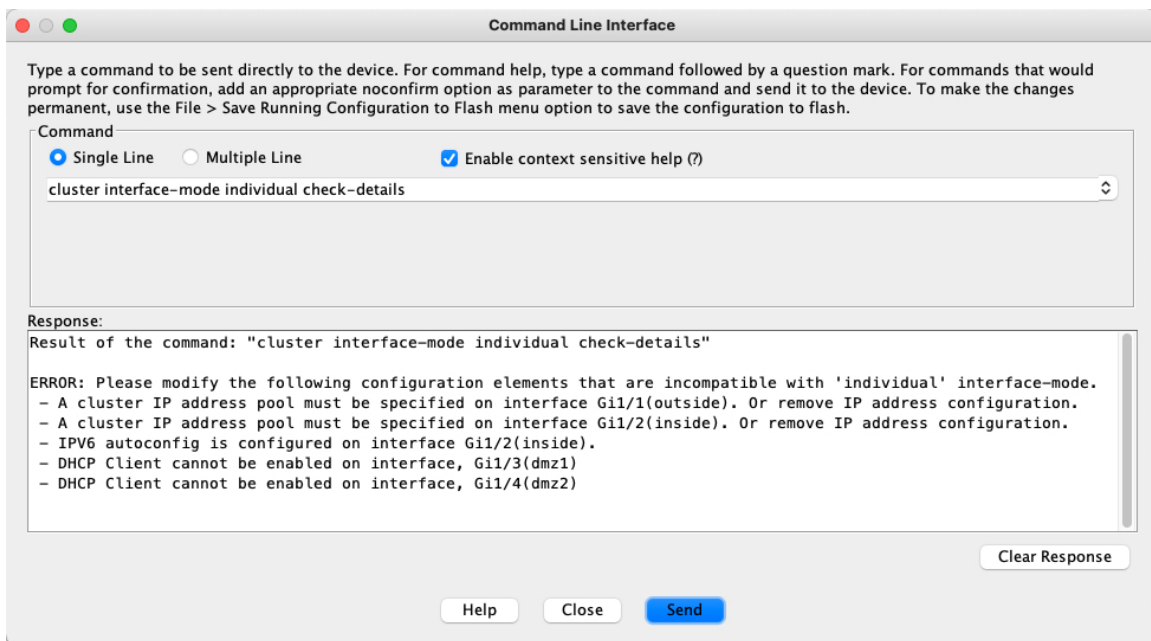 Command Line Interface
Type a command to be sent directly to the device. For command help, type a command followed by a question mark. For commands that would
prompt for confirmation, add an appropriate noconfirm option as parameter to the command and send it to the device. To make the changes
permanent, use the File > Save Running Configuration to Flash menu option to save the configuration to flash.
Command
Single Line Multiple Line Enable context sensitive help (?)
cluster interface-mode individual check-details
Response:
Result of the command: "cluster interface-mode individual check-details"
ERROR: Please modify the following configuration elements that are incompatible with 'individual' interface-mode.
- A cluster IP address pool must be specified on interface Gi1/1(outside). Or remove IP address configuration.
- A cluster IP address pool must be specified on interface Gi1/2(inside). Or remove IP address configuration.
- IPV6 autoconfig is configured on interface Gi1/2(inside).
- DHCP Client cannot be enabled on interface, Gi1/3(dmz1)
- DHCP Client cannot be enabled on interface, Gi1/4(dmz2)
Clear Response
Help Close Send